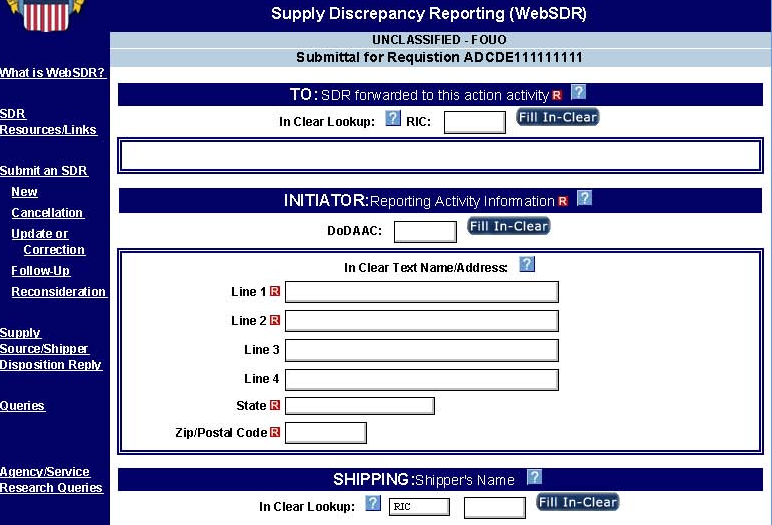 Supply Discrepancy Reporting (WebSDR)
UNCLASSIFIED - FOUO
Submittal for Requistion ADCDE111111111
What is WebSDR?
SDR
Resources/Links
Submit an SDR
New
Cancellation
Update or
Correction
Follow-Up
Reconsideration
Supply
Source/Shipper
Disposition Reply
Queries
Agency/Service
Research Queries
TO: SDR forwarded to this action activity R ?
In Clear Lookup: ? RIC: Fill In-Clear
INITIATOR:Reporting Activity Information R ?
DoDAAC: Fill In-Clear
In Clear Text Name/Address: ?
Line 1 R
Line 2 R
Line 3
Line 4
State R
Zip/Postal Code R
SHIPPING:Shipper's Name ?
In Clear Lookup: ? RIC Fill In-Clear